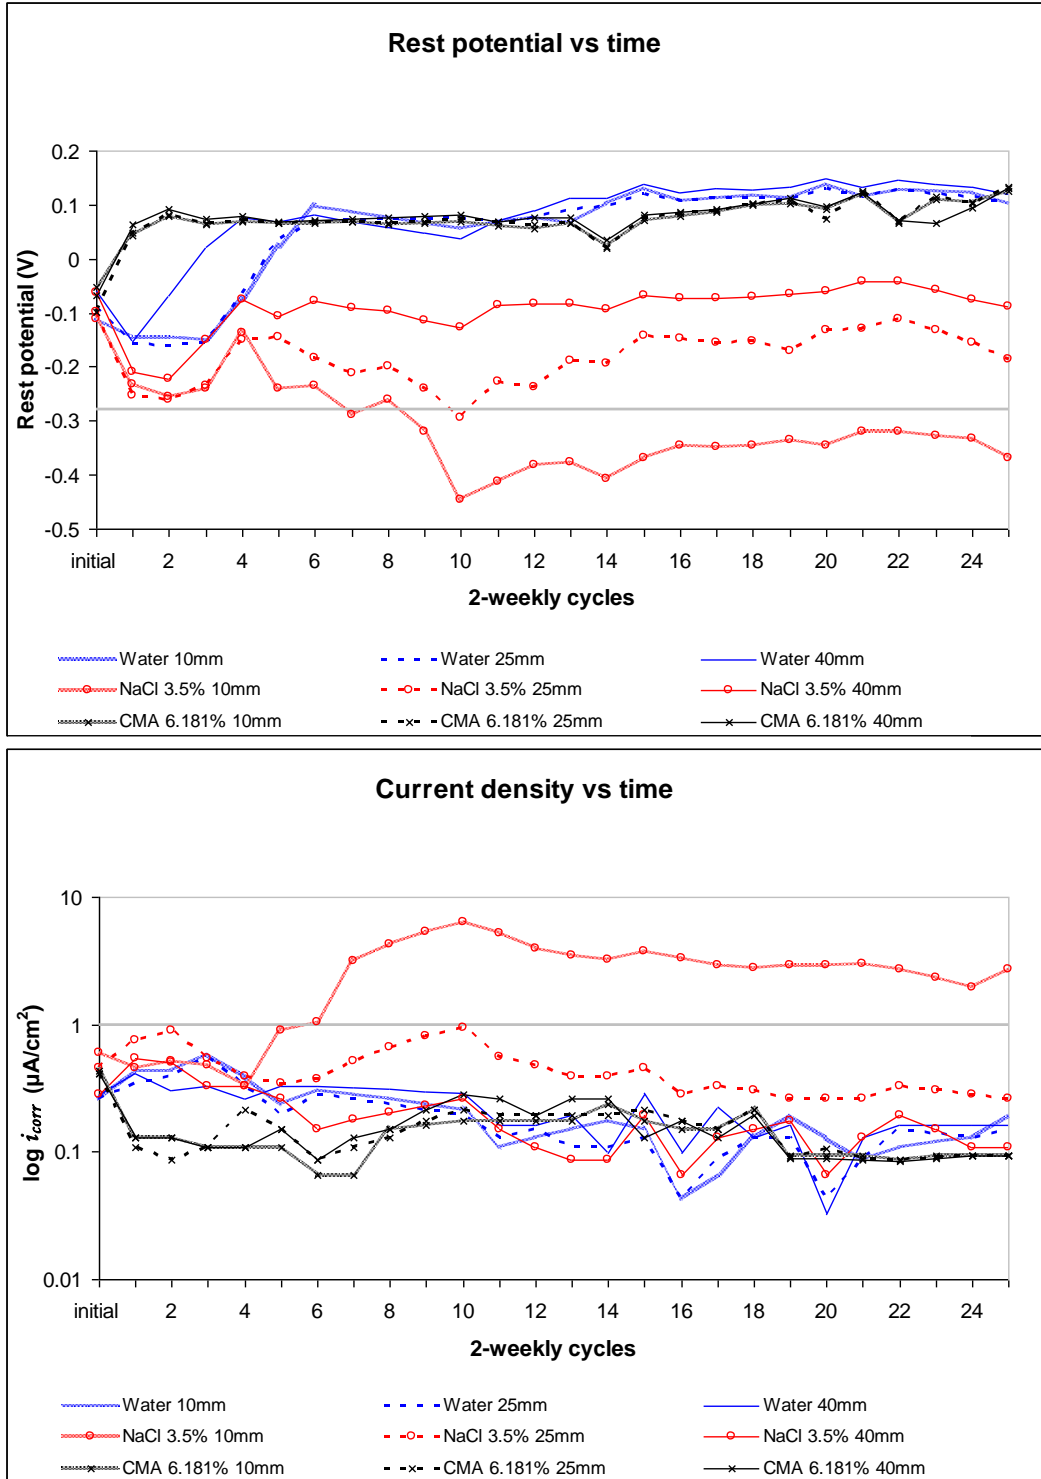 Rest potential vs time
0.2
0.1
0
-0.1
-0.2
-0.3
-0.4
-0.5
Rest potential (V)
initial 2 4 6 8 10 12 14 16 18 20 22 24
2-weekly cycles
Water 10mm Water 25mm Water 40mm
NaCl 3.5% 10mm NaCl 3.5% 25mm NaCl 3.5% 40mm
CMA 6.181% 10mm CMA 6.181% 25mm CMA 6.181% 40mm
Current density vs time
10
1
0.1
0.01
log i_corr (µA/cm²)
initial 2 4 6 8 10 12 14 16 18 20 22 24
2-weekly cycles
Water 10mm Water 25mm Water 40mm
NaCl 3.5% 10mm NaCl 3.5% 25mm NaCl 3.5% 40mm
CMA 6.181% 10mm CMA 6.181% 25mm CMA 6.181% 40mm